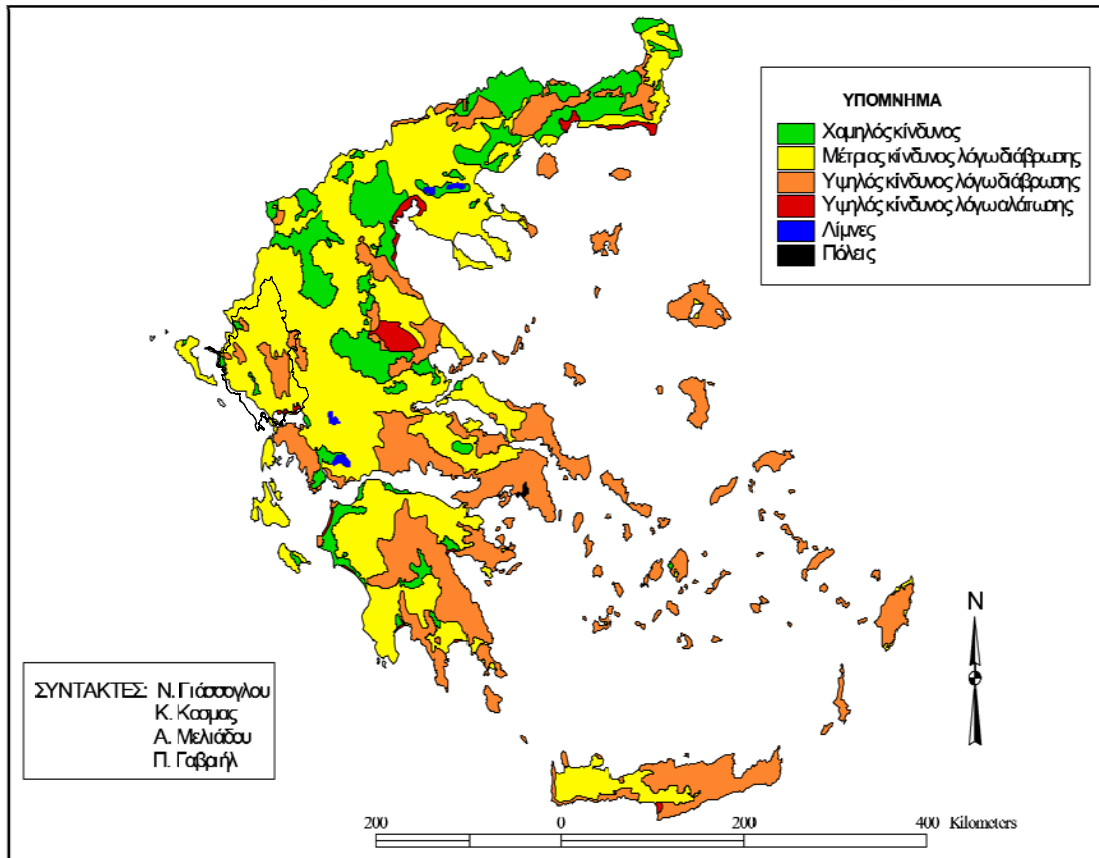 ΥΠΟΜΝΗΜΑ
Χαμηλός κίνδυνος
Μέτριος κίνδυνος λόγω διάβρωσης
Υψηλός κίνδυνος λόγω διάβρωσης
Υψηλός κίνδυνος λόγω αλάτωσης
Λίμνες
Πόλεις
N
ΣΥΝΤΑΚΤΕΣ: Ν. Γιάσσογλου
Κ. Κοσμας
Α. Μελιάδου
Π. Γαβριήλ
200 0 200 400 Kilometers